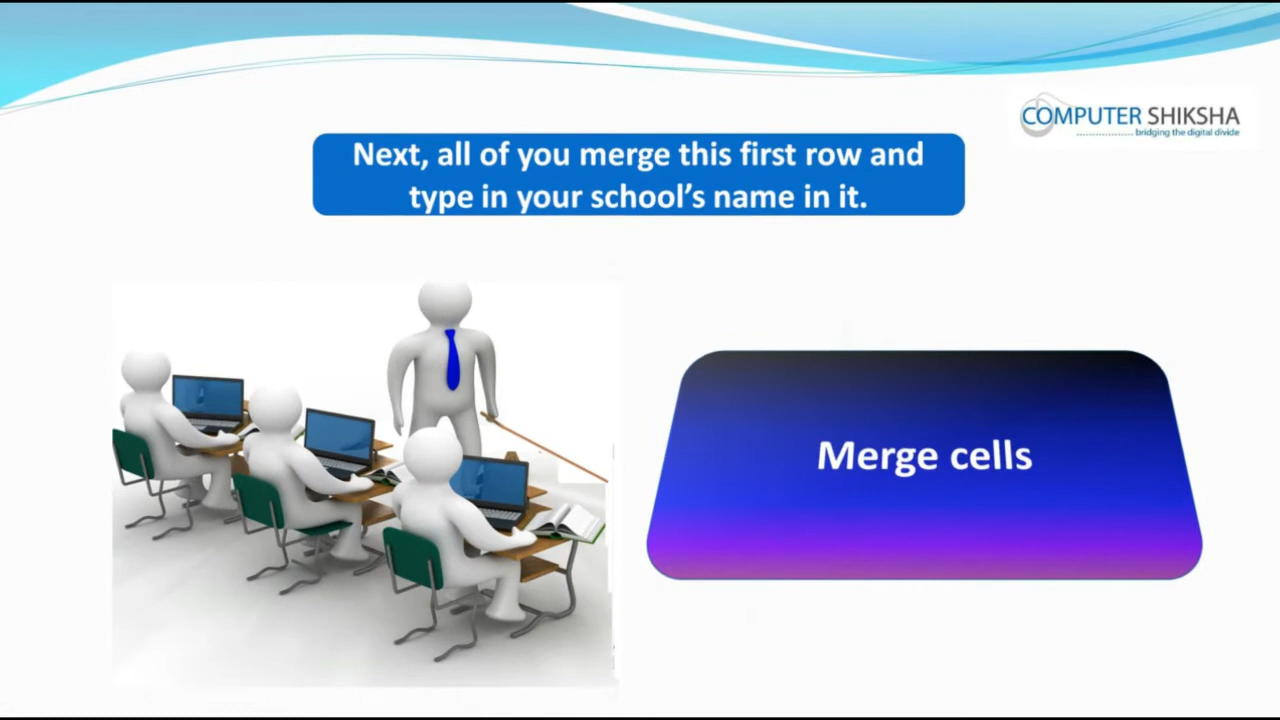 COMPUTER SHIKSHA
bridging the digital divide
Next, all of you merge this first row and
type in your school’s name in it.
Merge cells